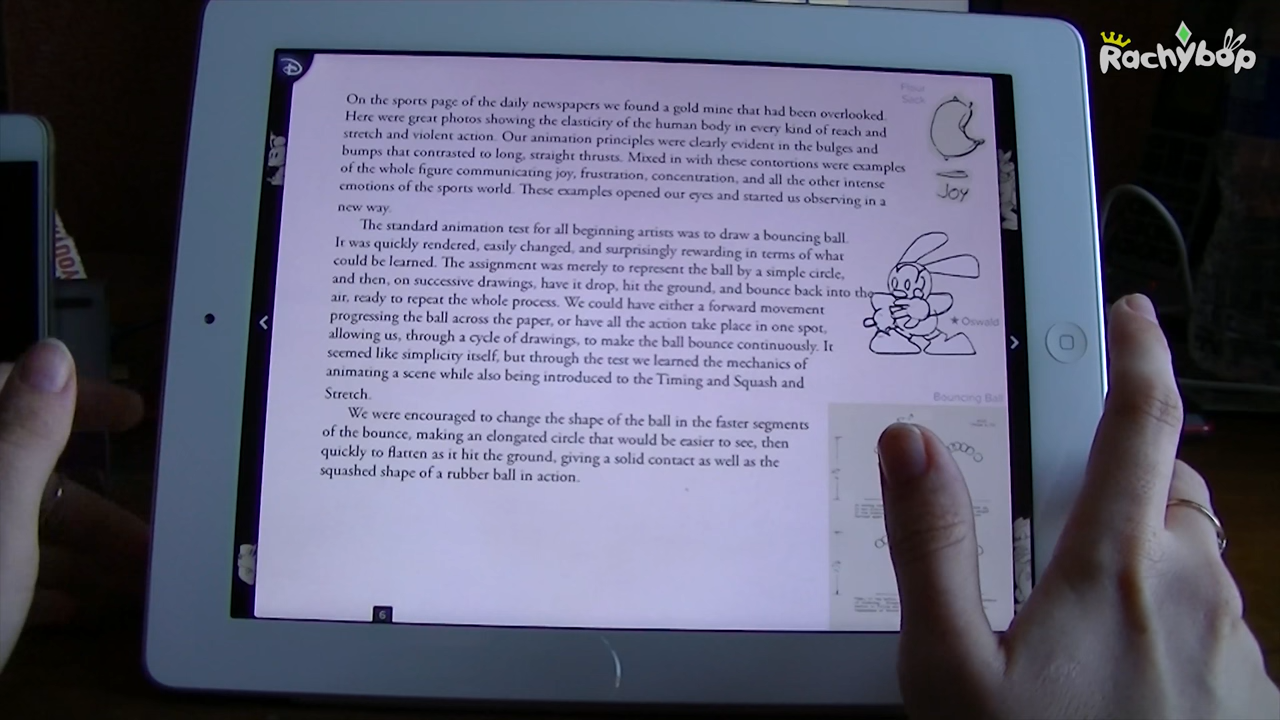 Rachybop
On the sports page of the daily newspapers we found a gold mine that had been overlooked.
Here were great photos showing the elasticity of the human body in every kind of reach and
stretch and violent action. Our animation principles were clearly evident in the bulges and
bumps that contrasted to long, straight thrusts. Mixed in with these contortions were examples
of the whole figure communicating joy, frustration, concentration, and all the other intense
emotions of the sports world. These examples opened our eyes and started us observing in a
new way.
The standard animation test for all beginning artists was to draw a bouncing ball.
It was quickly rendered, easily changed, and surprisingly rewarding in terms of what
could be learned. The assignment was merely to represent the ball by a simple circle,
and then, on successive drawings, have it drop, hit the ground, and bounce back into the
air, ready to repeat the whole process. We could have either a forward movement
progressing the ball across the paper, or have all the action take place in one spot,
allowing us, through a cycle of drawings, to make the ball bounce continuously. It
seemed like simplicity itself, but through the test we learned the mechanics of
animating a scene while also being introduced to the Timing and Squash and
Stretch.
We were encouraged to change the shape of the ball in the faster segments
of the bounce, making an elongated circle that would be easier to see, then
quickly to flatten as it hit the ground, giving a solid contact as well as the
squashed shape of a rubber ball in action.
Flour
Sack
JOY
★ Oswald
Bouncing Ball
6